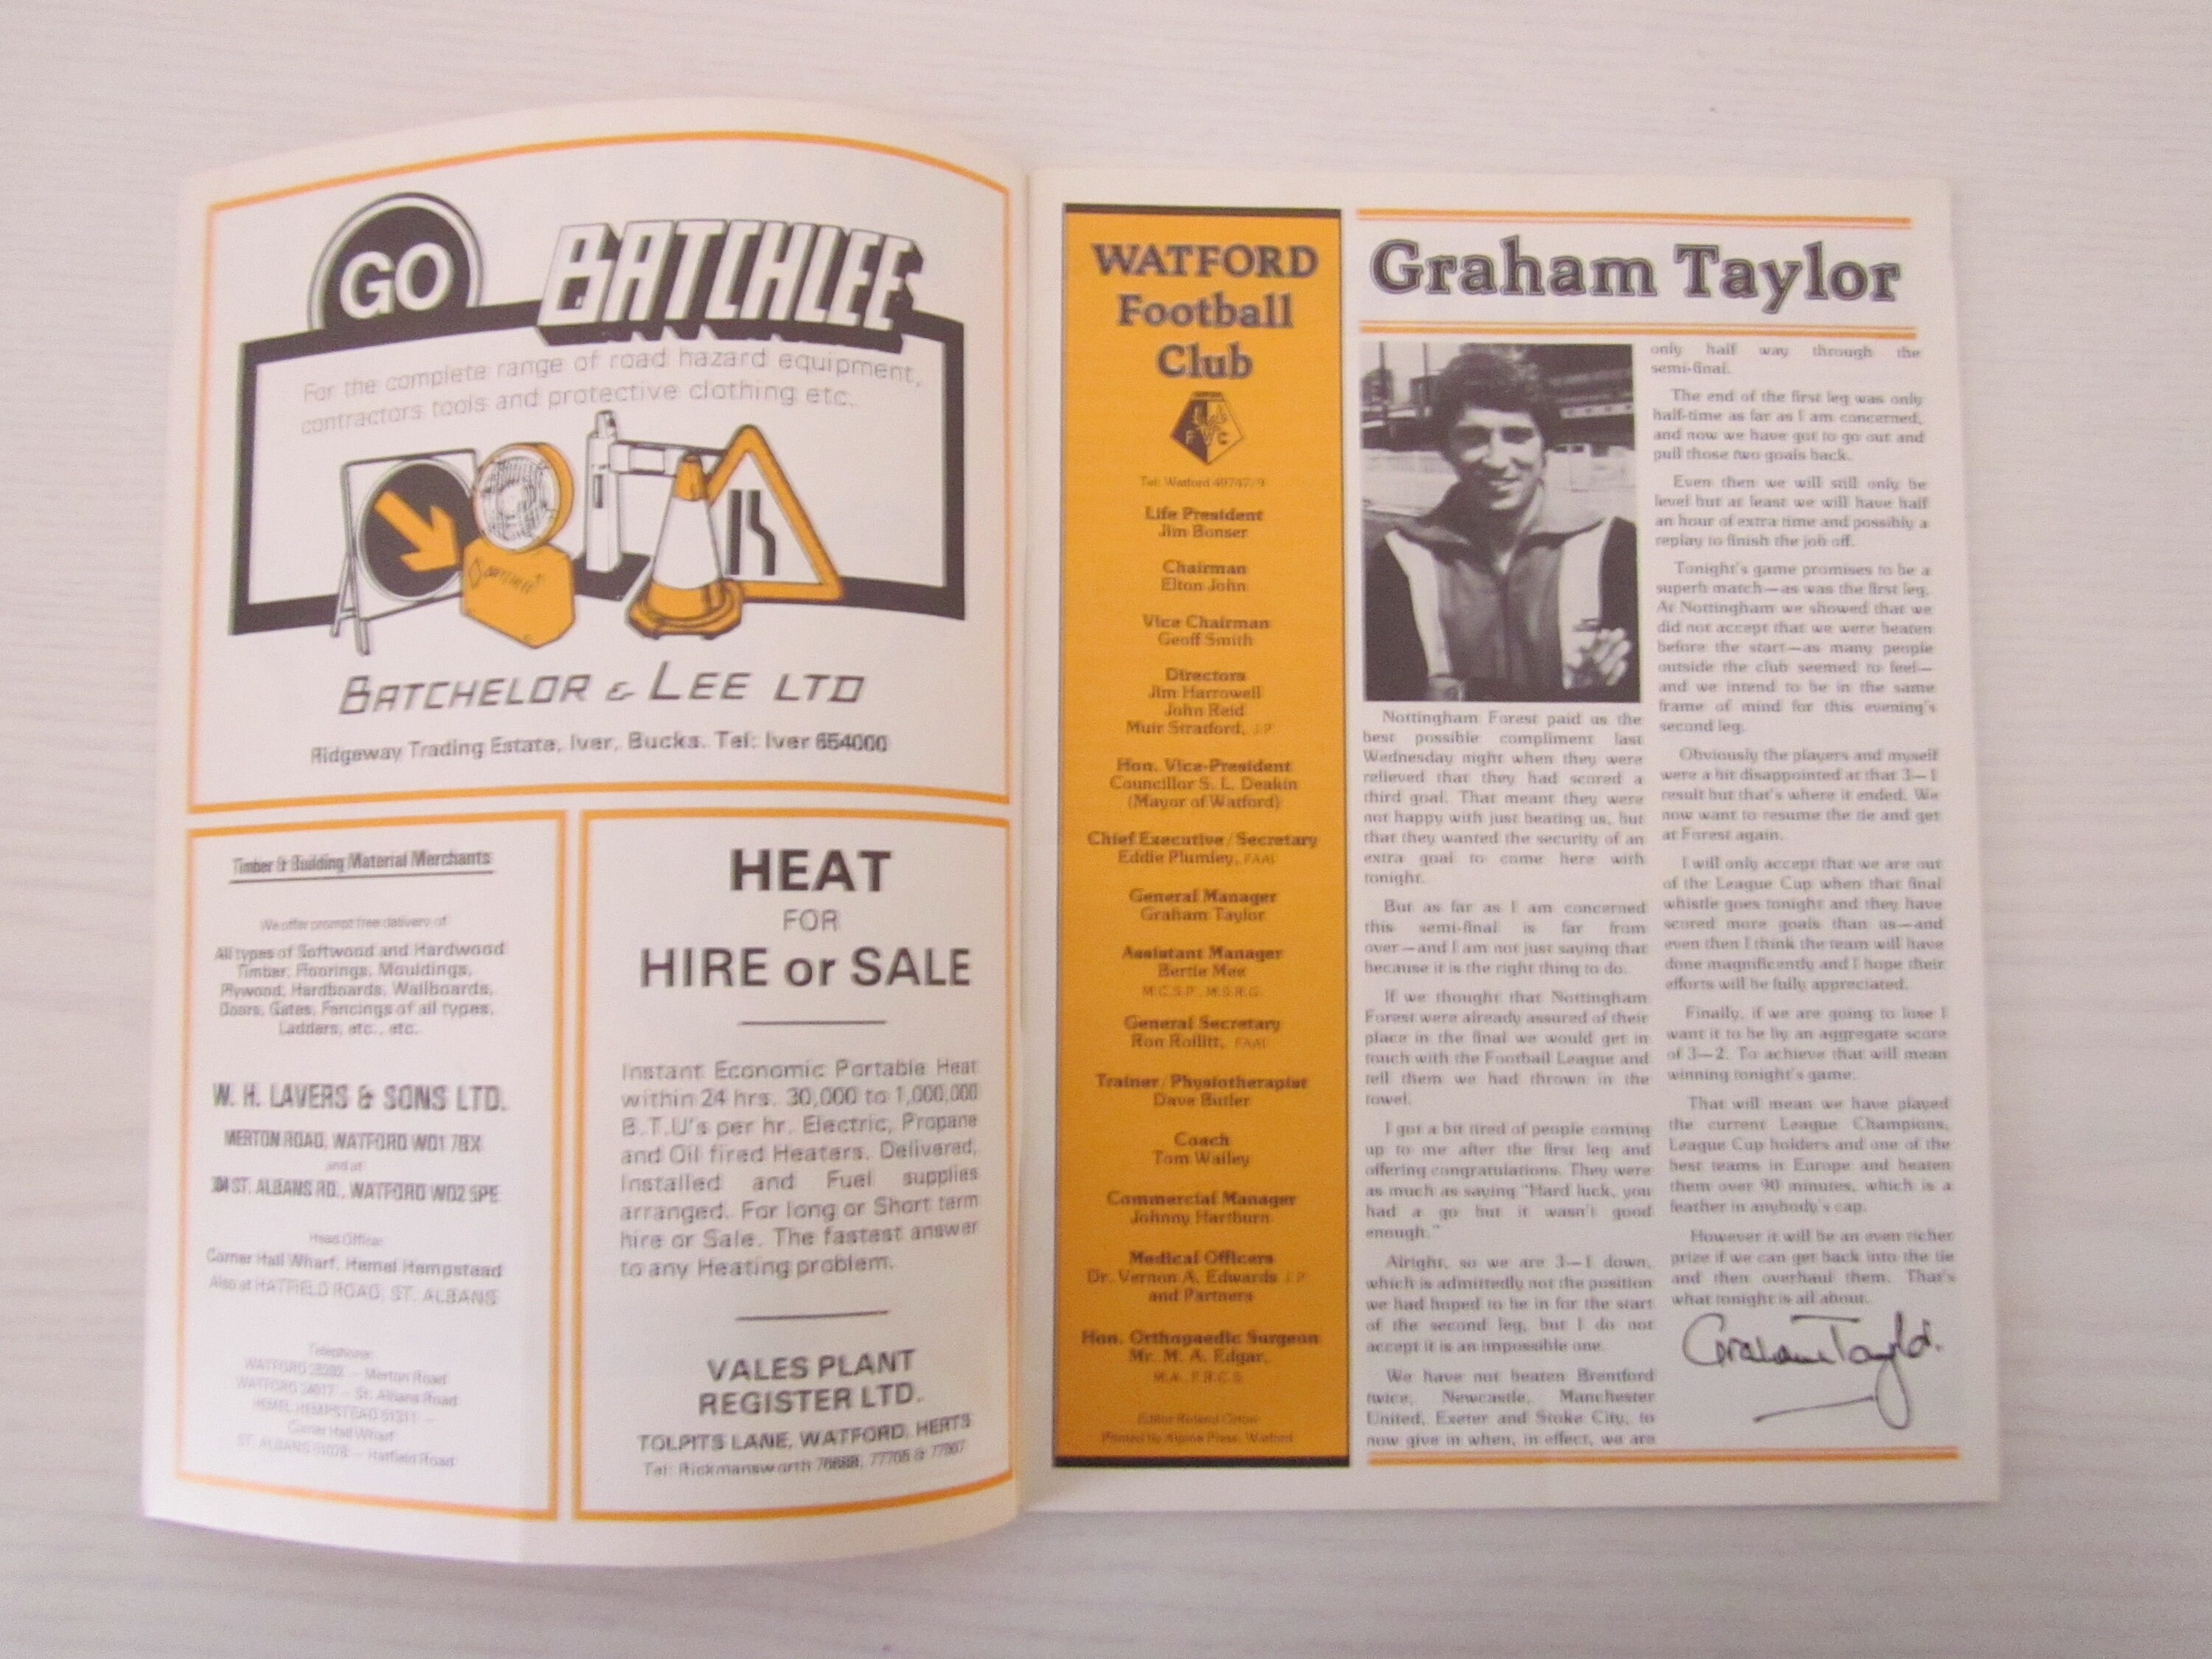 GO BATCHLEE
For the complete range of road hazard equipment,
contractors tools and protective clothing etc.
BATCHELOR & LEE LTD
Ridgeway Trading Estate, Iver, Bucks. Tel: Iver 654000
Timber & Building Material Merchants
We offer prompt free delivery of
All types of Softwood and Hardwood
Timber, Floorings, Mouldings,
Plywood, Hardboards, Wallboards,
Doors, Gates, Fencings of all types,
Ladders, etc., etc.
W. H. LAVERS & SONS LTD.
MERTON ROAD, WATFORD WD1 7BX
and at
ST. ALBANS RD., WATFORD WD2 5PE
Head Office:
Corner Hall Wharf, Hemel Hempstead
Also at HATFIELD ROAD, ST. ALBANS
Telephones:
WATFORD — Merton Road
WATFORD — St. Albans Road
HEMEL HEMPSTEAD —
Corner Hall Wharf
ST. ALBANS — Hatfield Road
HEAT
FOR
HIRE or SALE
Instant Economic Portable Heat
within 24 hrs. 30,000 to 1,000,000
B.T.U's per hr. Electric, Propane
and Oil fired Heaters. Delivered,
Installed and Fuel supplies
arranged. For long or Short term
hire or Sale. The fastest answer
to any Heating problem.
VALES PLANT
REGISTER LTD.
TOLPITS LANE, WATFORD, HERTS
Tel: Rickmansworth
WATFORD
Football
Club
Tel: Watford 49747/9
Life President
Jim Bonser
Chairman
Elton John
Vice Chairman
Geoff Smith
Directors
Jim Harrowell
John Reid
Muir Stratford, J.P.
Hon. Vice-President
Councillor S. L. Deakin
(Mayor of Watford)
Chief Executive/Secretary
Eddie Plumley, FAAI
General Manager
Graham Taylor
Assistant Manager
Bertie Mee
M.C.S.P., M.S.R.G.
General Secretary
Ron Rollitt, FAAI
Trainer/Physiotherapist
Dave Butler
Coach
Tom Walley
Commercial Manager
Johnny Hartburn
Medical Officers
Dr. Vernon A. Edwards J.P.
and Partners
Hon. Orthopaedic Surgeon
Mr. M. A. Edgar,
M.A., F.R.C.S.
Printed by Alpine Press, Watford
Graham Taylor
Nottingham Forest paid us the
best possible compliment last
Wednesday night when they were
relieved that they had scored a
third goal. That meant they were
not happy with just beating us, but
that they wanted the security of an
extra goal to come here with
tonight.
But as far as I am concerned
this semi-final is far from
over—and I am not just saying that
because it is the right thing to do.
If we thought that Nottingham
Forest were already assured of their
place in the final we would get in
touch with the Football League and
tell them we had thrown in the
towel.
I got a bit tired of people coming
up to me after the first leg and
offering congratulations. They were
as much as saying "Hard luck, you
had a go but it wasn't good
enough."
Alright, so we are 3—1 down,
which is admittedly not the position
we had hoped to be in for the start
of the second leg, but I do not
accept it is an impossible one.
We have not beaten Brentford
twice, Newcastle, Manchester
United, Exeter and Stoke City, to
now give in when, in effect, we are
only half way through the
semi-final.
The end of the first leg was only
half-time as far as I am concerned,
and now we have got to go out and
pull those two goals back.
Even then we will still only be
level but at least we will have half
an hour of extra time and possibly a
replay to finish the job off.
Tonight's game promises to be a
superb match—as was the first leg.
At Nottingham we showed that we
did not accept that we were beaten
before the start—as many people
outside the club seemed to feel—
and we intend to be in the same
frame of mind for this evening's
second leg.
Obviously the players and myself
were a bit disappointed at that 3—1
result but that's where it ended. We
now want to resume the tie and get
at Forest again.
I will only accept that we are out
of the League Cup when that final
whistle goes tonight and they have
scored more goals than us—and
even then I think the team will have
done magnificently and I hope their
efforts will be fully appreciated.
Finally, if we are going to lose I
want it to be by an aggregate score
of 3—2. To achieve that will mean
winning tonight's game.
That will mean we have played
the current League Champions,
League Cup holders and one of the
best teams in Europe and beaten
them over 90 minutes, which is a
feather in anybody's cap.
However it will be an even richer
prize if we can get back into the tie
and then overhaul them. That's
what tonight is all about.
Graham Taylor.